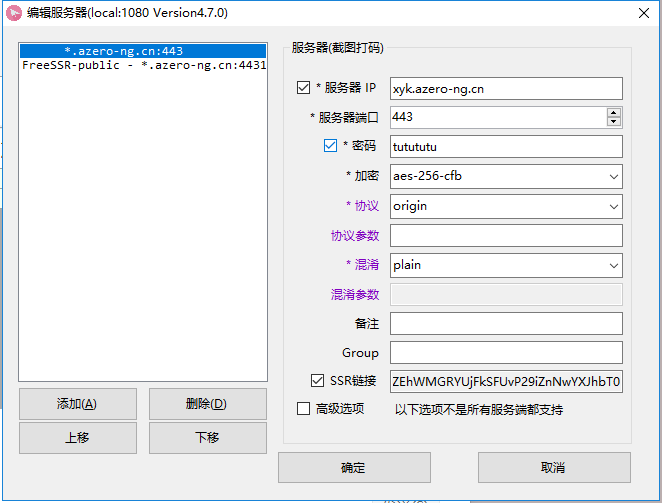 编辑服务器(local:1080 Version4.7.0)
*.azero-ng.cn:443
FreeSSR-public - *.azero-ng.cn:4431
服务器(截图打码)
* 服务器 IP xyk.azero-ng.cn
* 服务器端口 443
* 密码 tutututu
* 加密 aes-256-cfb
* 协议 origin
协议参数
* 混淆 plain
混淆参数
备注
Group
SSR链接 ZEhWMGRYUjFkSFUvP29iZnNwYXJhbT0
高级选项 以下选项不是所有服务端都支持
添加(A) 删除(D)
上移 下移
确定 取消